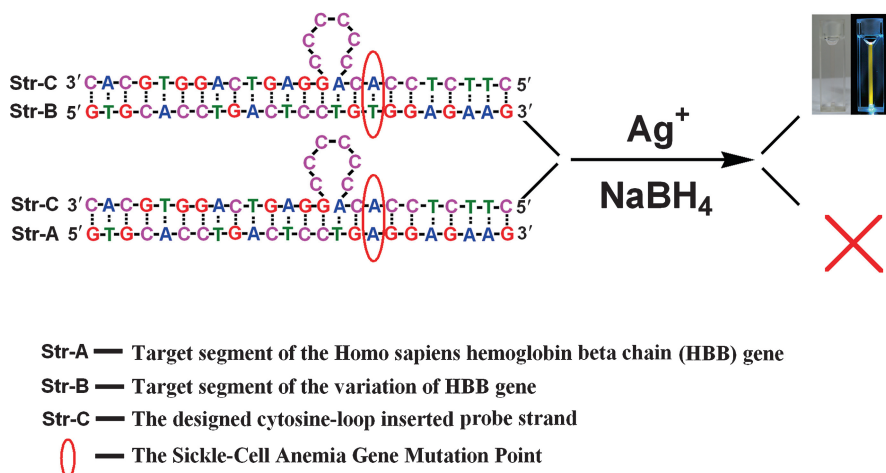 C-C
C C
C C
Str-C 3′ C-A-C-G-T-G-G-A-C-T-G-A-G-G A-C-A-C-C-T-C-T-T-C 5′
Str-B 5′ G-T-G-C-A-C-C-T-G-A-C-T-C-C-T-G-T-G-G-A-G-A-A-G 3′
C-C
C C
C C
Str-C 3′ C-A-C-G-T-G-G-A-C-T-G-A-G-G A-C-A-C-C-T-C-T-T-C 5′
Str-A 5′ G-T-G-C-A-C-C-T-G-A-C-T-C-C-T-G-A-G-G-A-G-A-A-G 3′
Ag+
NaBH4
Str-A — Target segment of the Homo sapiens hemoglobin beta chain (HBB) gene
Str-B — Target segment of the variation of HBB gene
Str-C — The designed cytosine-loop inserted probe strand
— The Sickle-Cell Anemia Gene Mutation Point